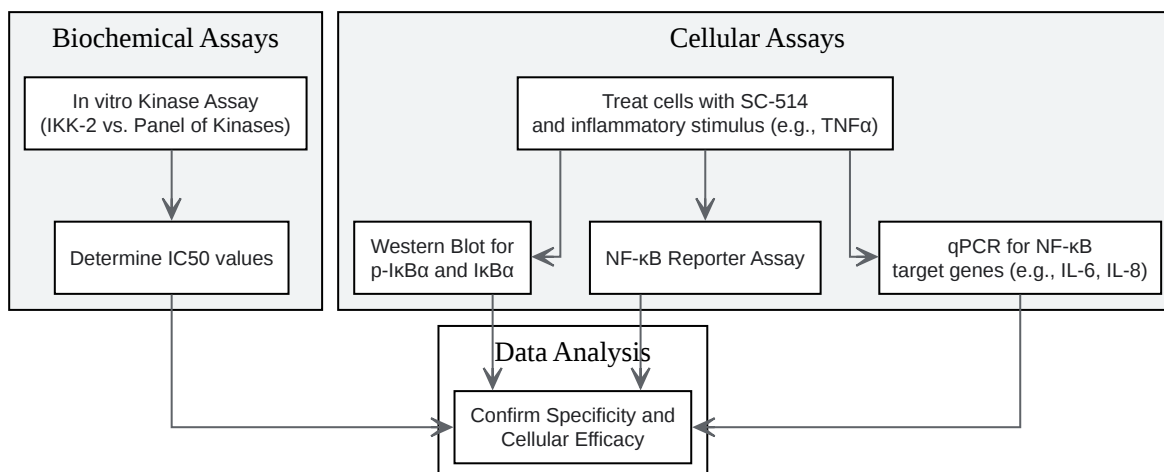 Biochemical Assays
In vitro Kinase Assay
(IKK-2 vs. Panel of Kinases)
Determine IC50 values
Cellular Assays
Treat cells with SC-514
and inflammatory stimulus (e.g., TNFα)
Western Blot for
p-IκBα and IκBα
NF-κB Reporter Assay
qPCR for NF-κB
target genes (e.g., IL-6, IL-8)
Data Analysis
Confirm Specificity and
Cellular Efficacy